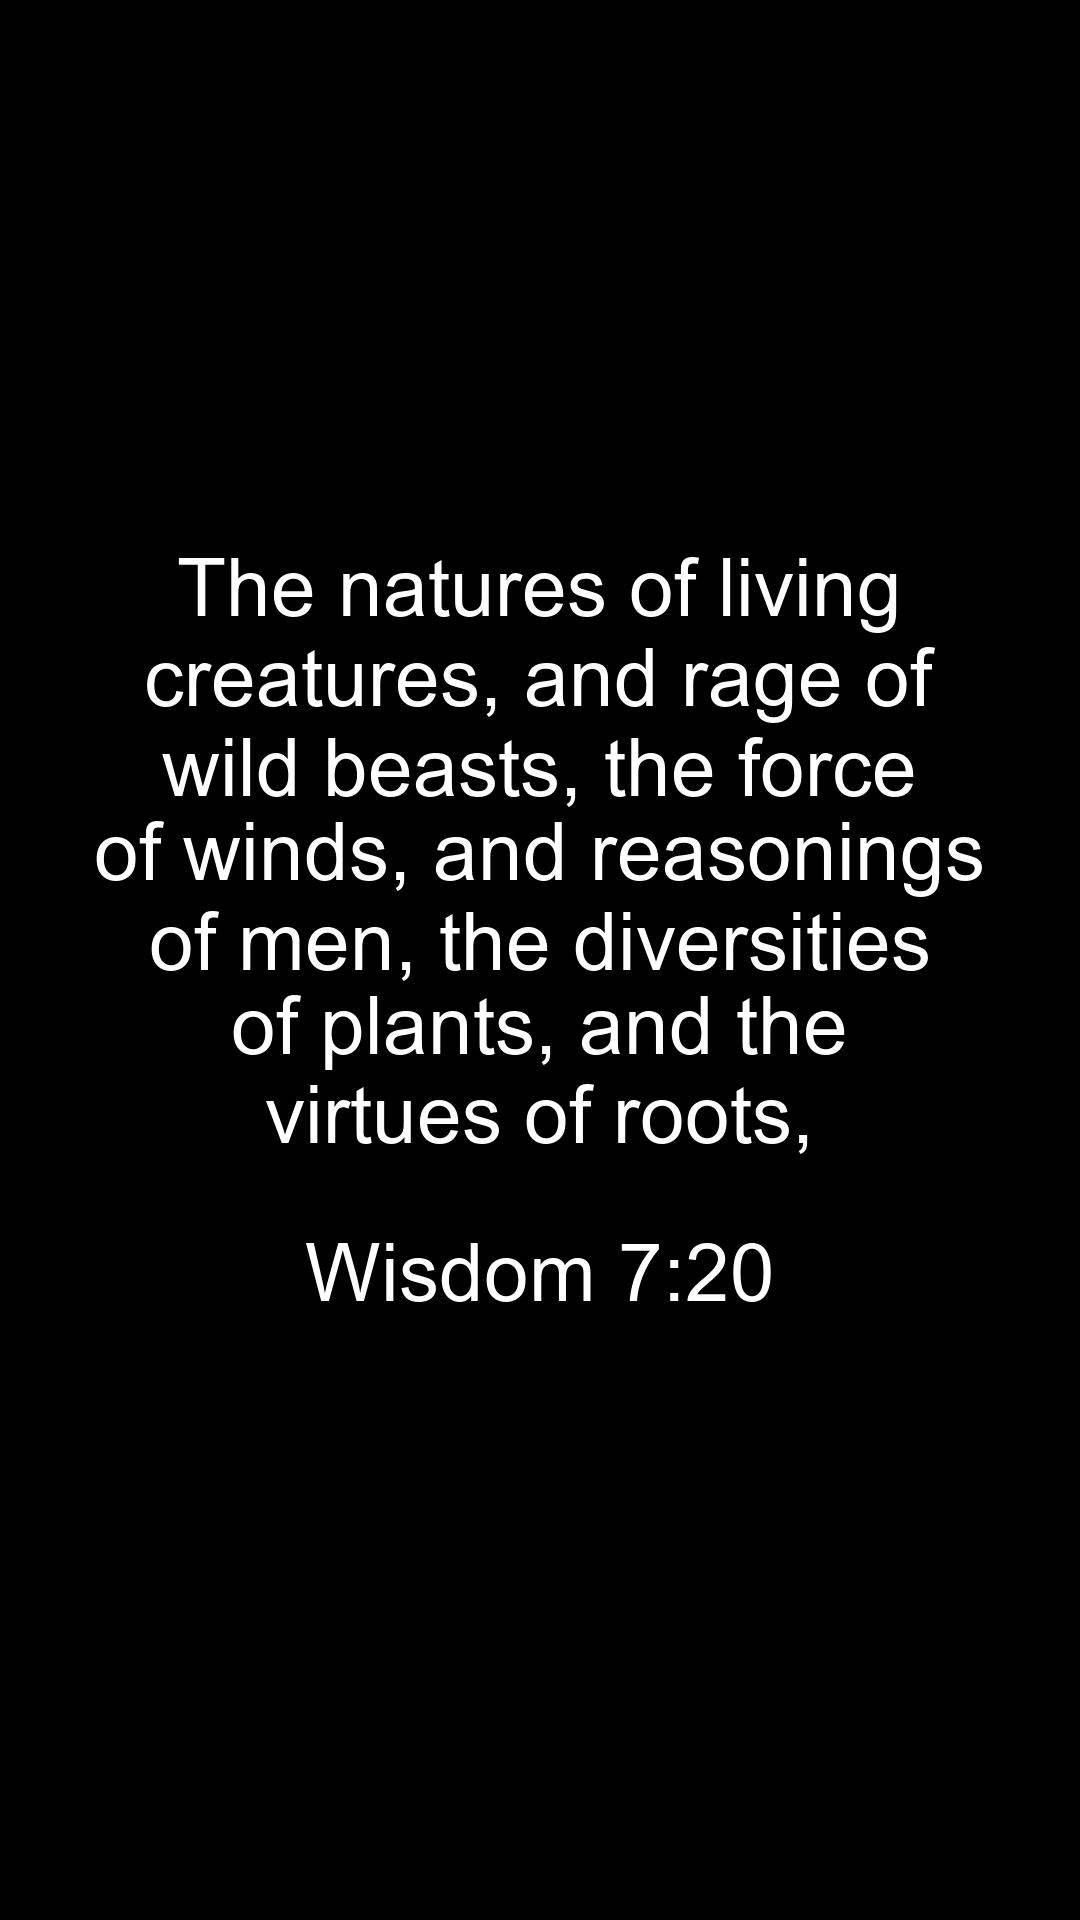 The natures of living
creatures, and rage of
wild beasts, the force
of winds, and reasonings
of men, the diversities
of plants, and the
virtues of roots,
Wisdom 7:20